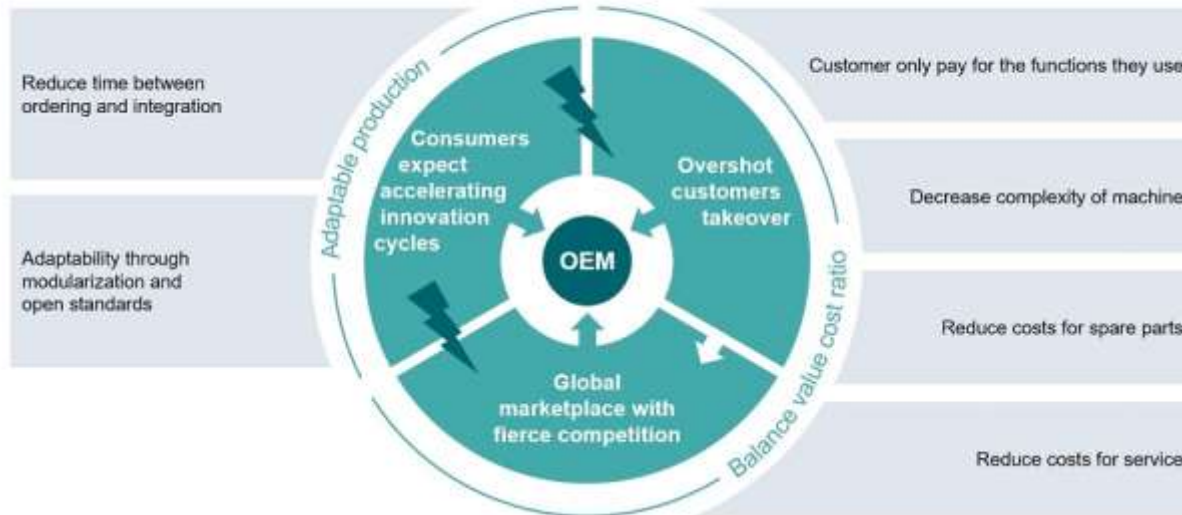 Reduce time between
ordering and integration
Adaptability through
modularization and
open standards
Adaptable production
Consumers
expect
accelerating
innovation
cycles
Overshot
customers
takeover
OEM
Global
marketplace with
fierce competition
Balance value cost ratio
Customer only pay for the functions they use
Decrease complexity of machine
Reduce costs for spare parts
Reduce costs for service